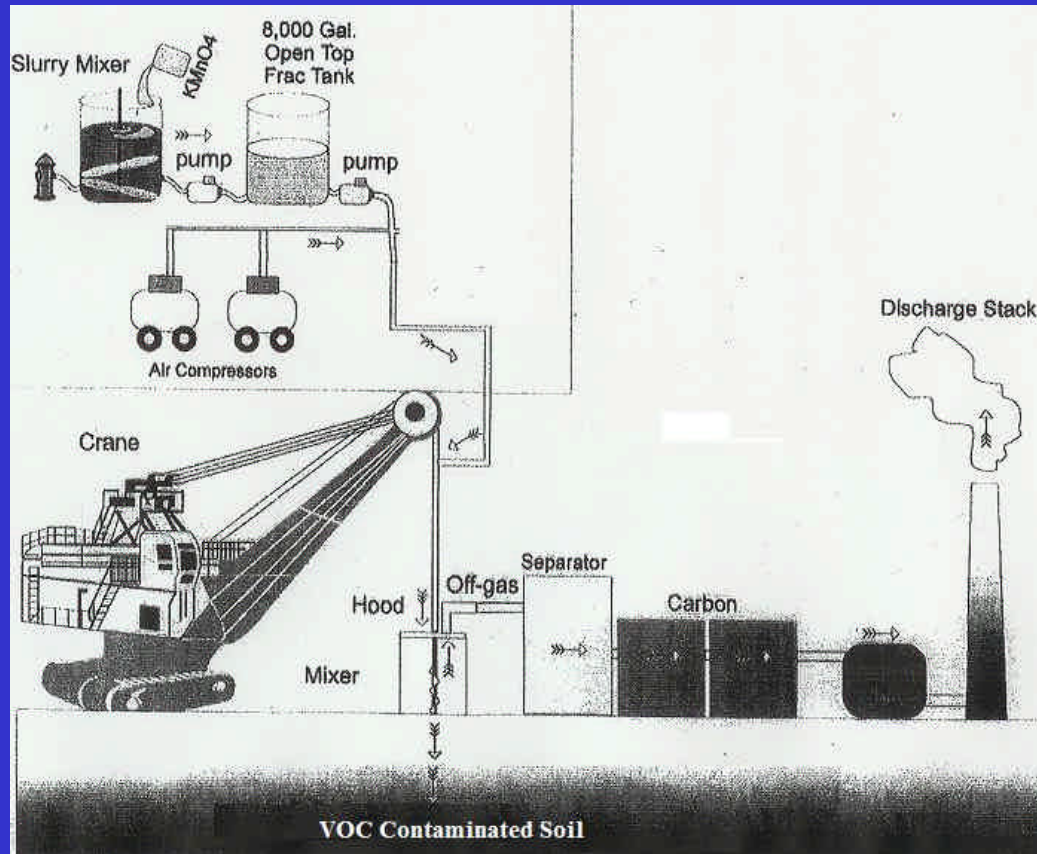 8,000 Gal.
Open Top
Frac Tank
Slurry Mixer
KMnO4
pump
pump
Air Compressors
Discharge Stack
Crane
Separator
Off-gas
Hood
Carbon
Mixer
VOC Contaminated Soil